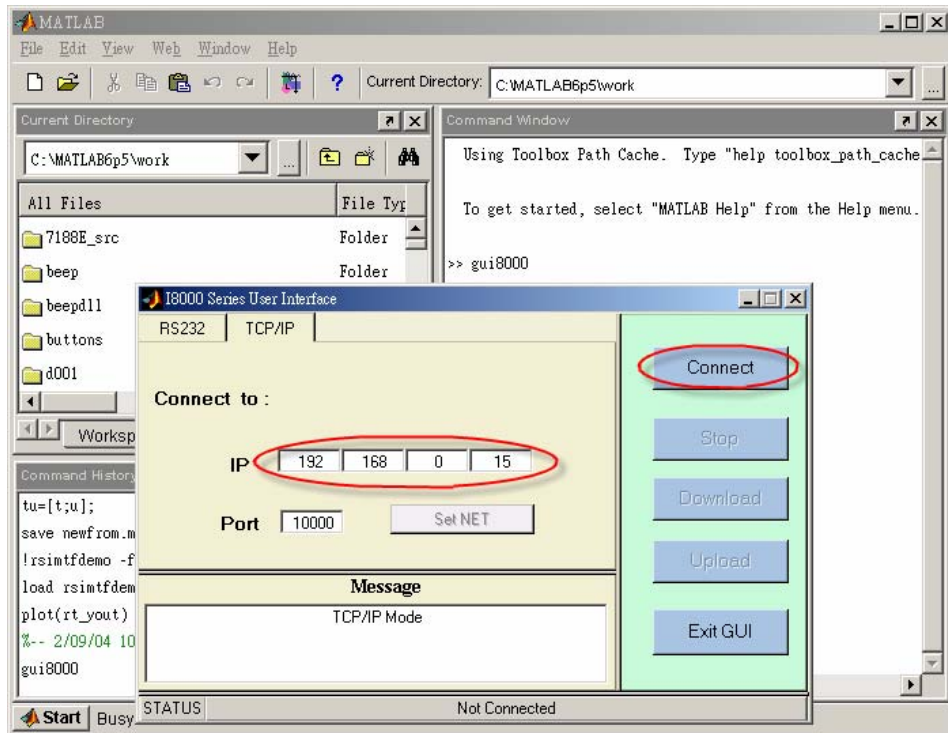 MATLAB
File Edit View Web Window Help
? Current Directory: C:\MATLAB6p5\work ...
Current Directory
C:\MATLAB6p5\work ...
All Files File Typ
7188E_src Folder
beep Folder
beepdll
buttons
d001
Worksp
Command History
tu=[t;u];
save newfrom.m
!rsimtfdemo -f
load rsimtfdem
plot(rt_yout)
%-- 2/09/04 10
gui8000
Command Window
Using Toolbox Path Cache. Type "help toolbox_path_cache
To get started, select "MATLAB Help" from the Help menu.
>> gui8000
I8000 Series User Interface
RS232 TCP/IP
Connect to :
IP 192 168 0 15
Port 10000 Set NET
Message
TCP/IP Mode
Connect
Stop
Download
Upload
Exit GUI
STATUS Not Connected
Start Busy